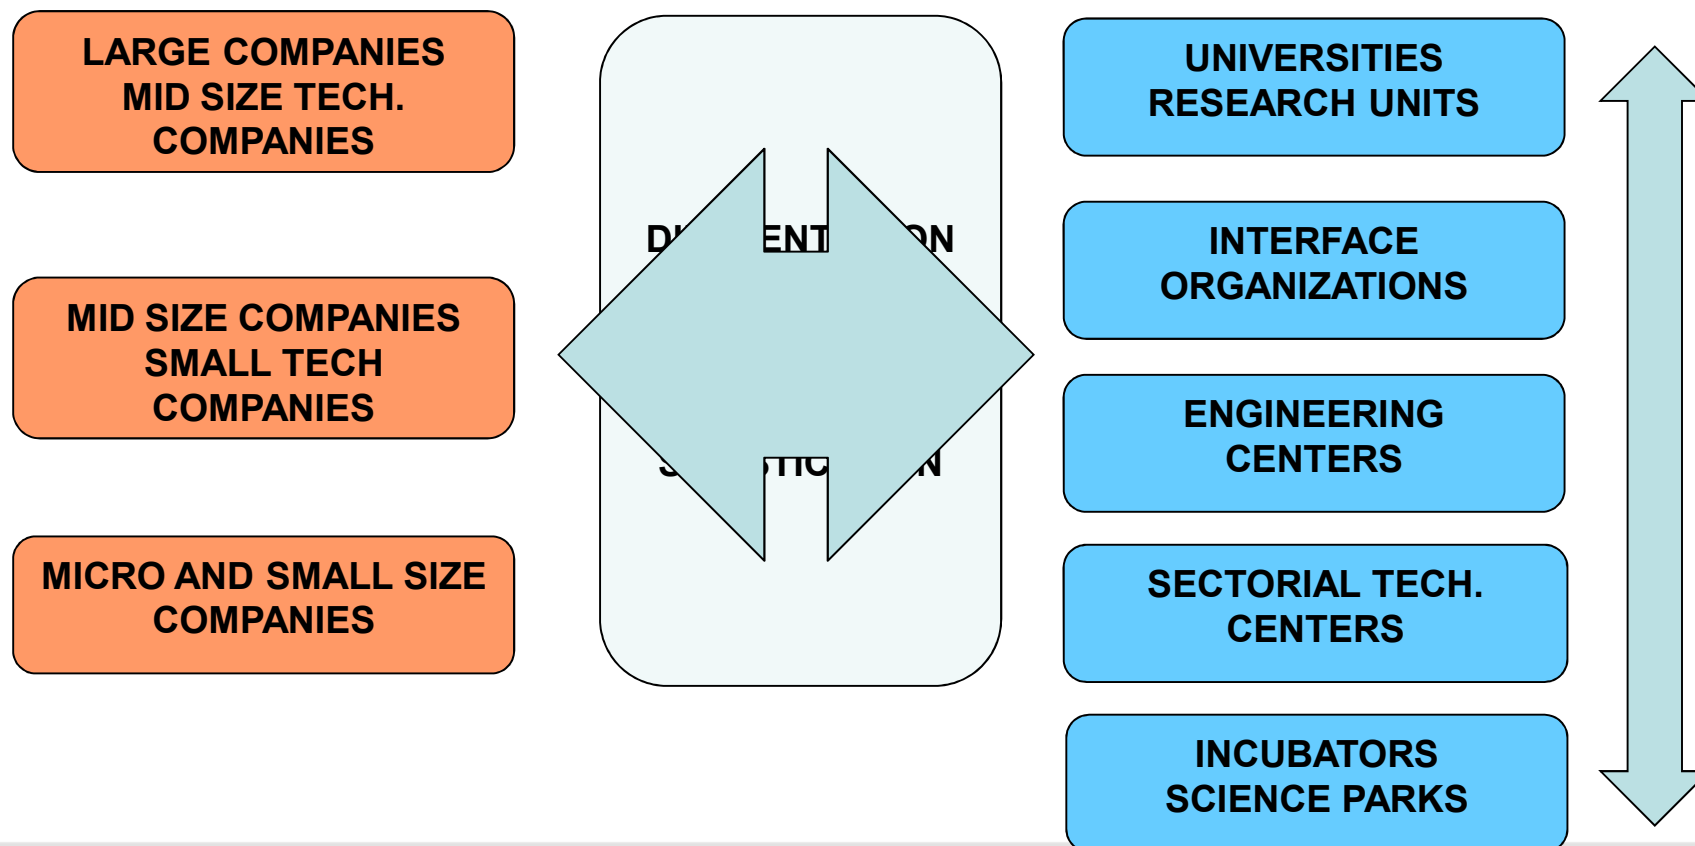 LARGE COMPANIES
MID SIZE TECH.
COMPANIES
MID SIZE COMPANIES
SMALL TECH
COMPANIES
MICRO AND SMALL SIZE
COMPANIES
UNIVERSITIES
RESEARCH UNITS
INTERFACE
ORGANIZATIONS
ENGINEERING
CENTERS
SECTORIAL TECH.
CENTERS
INCUBATORS
SCIENCE PARKS